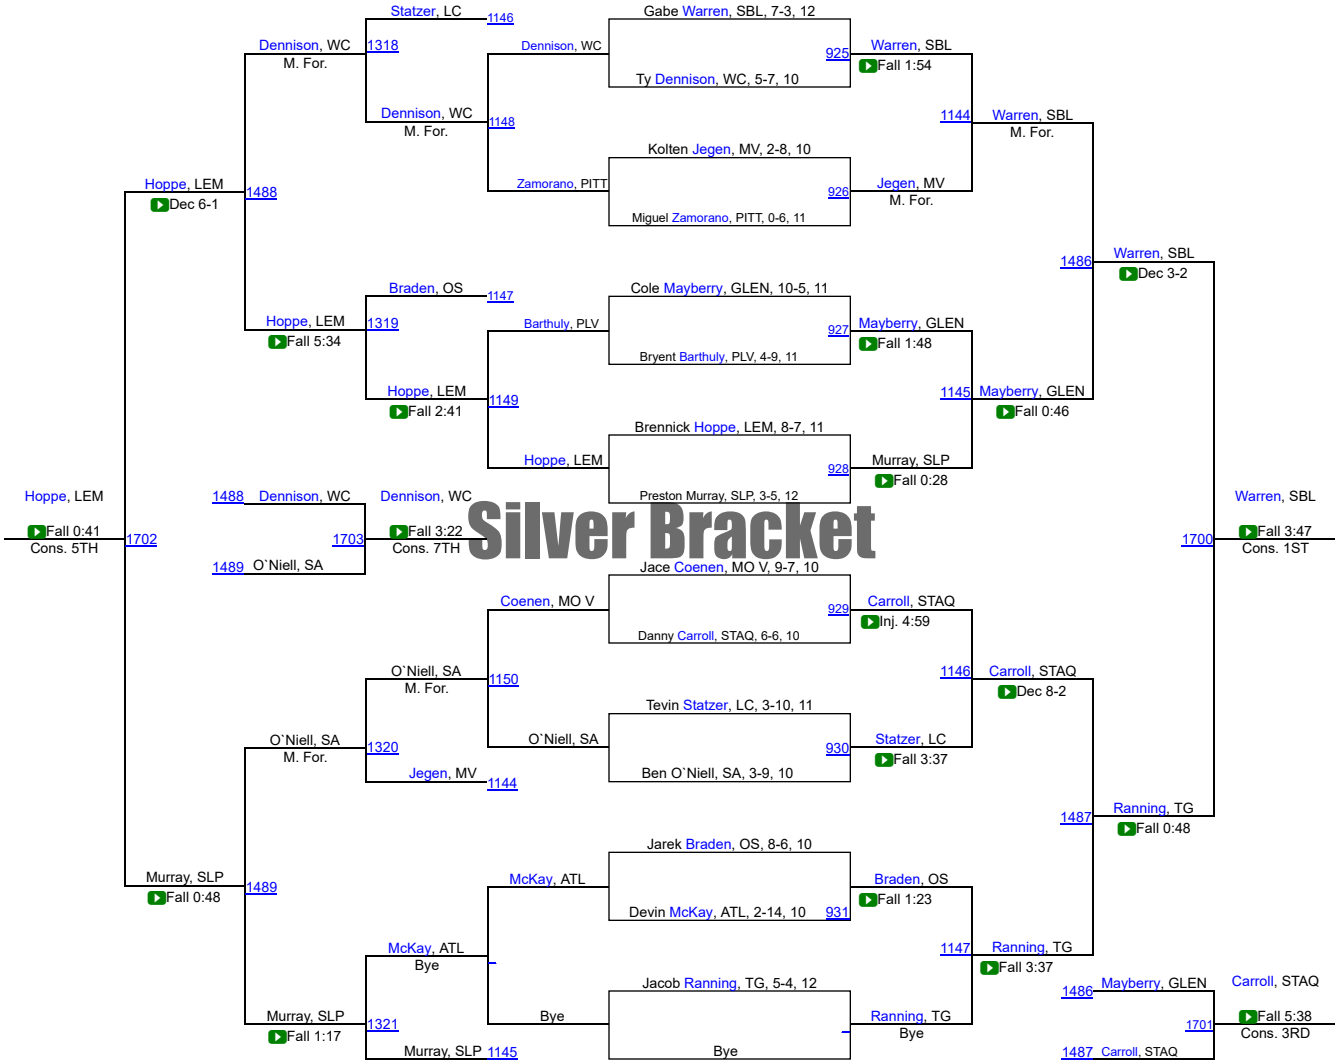 Statzer, LC
1146
Gabe Warren, SBL, 7-3, 12
Dennison, WC
1318
M. For.
Dennison, WC
925
Warren, SBL
Fall 1:54
Ty Dennison, WC, 5-7, 10
Dennison, WC
1148
M. For.
1144
Warren, SBL
M. For.
Kolten Jegen, MV, 2-8, 10
Hoppe, LEM
1488
Dec 6-1
Zamorano, PITT
926
Jegen, MV
M. For.
Miguel Zamorano, PITT, 0-6, 11
1486
Warren, SBL
Dec 3-2
Braden, OS
1147
Cole Mayberry, GLEN, 10-5, 11
Hoppe, LEM
1319
Fall 5:34
Barthuly, PLV
927
Mayberry, GLEN
Fall 1:48
Bryent Barthuly, PLV, 4-9, 11
Hoppe, LEM
1149
Fall 2:41
1145
Mayberry, GLEN
Fall 0:46
Brennick Hoppe, LEM, 8-7, 11
Hoppe, LEM
928
Murray, SLP
Fall 0:28
Preston Murray, SLP, 3-5, 12
Hoppe, LEM
Fall 0:41
Cons. 5TH
1702
1488
Dennison, WC
Dennison, WC
1703
Fall 3:22
Cons. 7TH
1489
O`Niell, SA
Silver Bracket
Warren, SBL
1700
Fall 3:47
Cons. 1ST
Jace Coenen, MO V, 9-7, 10
Coenen, MO V
929
Carroll, STAQ
Inj. 4:59
Danny Carroll, STAQ, 6-6, 10
O`Niell, SA
1150
M. For.
1146
Carroll, STAQ
Dec 8-2
Tevin Statzer, LC, 3-10, 11
O`Niell, SA
1320
M. For.
O`Niell, SA
930
Statzer, LC
Fall 3:37
Jegen, MV
1144
Ben O`Niell, SA, 3-9, 10
1487
Ranning, TG
Fall 0:48
Jarek Braden, OS, 8-6, 10
Murray, SLP
1489
Fall 0:48
McKay, ATL
Braden, OS
Fall 1:23
Devin McKay, ATL, 2-14, 10
931
McKay, ATL
Bye
1147
Ranning, TG
Fall 3:37
Jacob Ranning, TG, 5-4, 12
1486
Mayberry, GLEN
Carroll, STAQ
Murray, SLP
1321
Fall 1:17
Bye
Ranning, TG
Bye
1701
Fall 5:38
Cons. 3RD
Murray, SLP
1145
Bye
1487
Carroll, STAQ